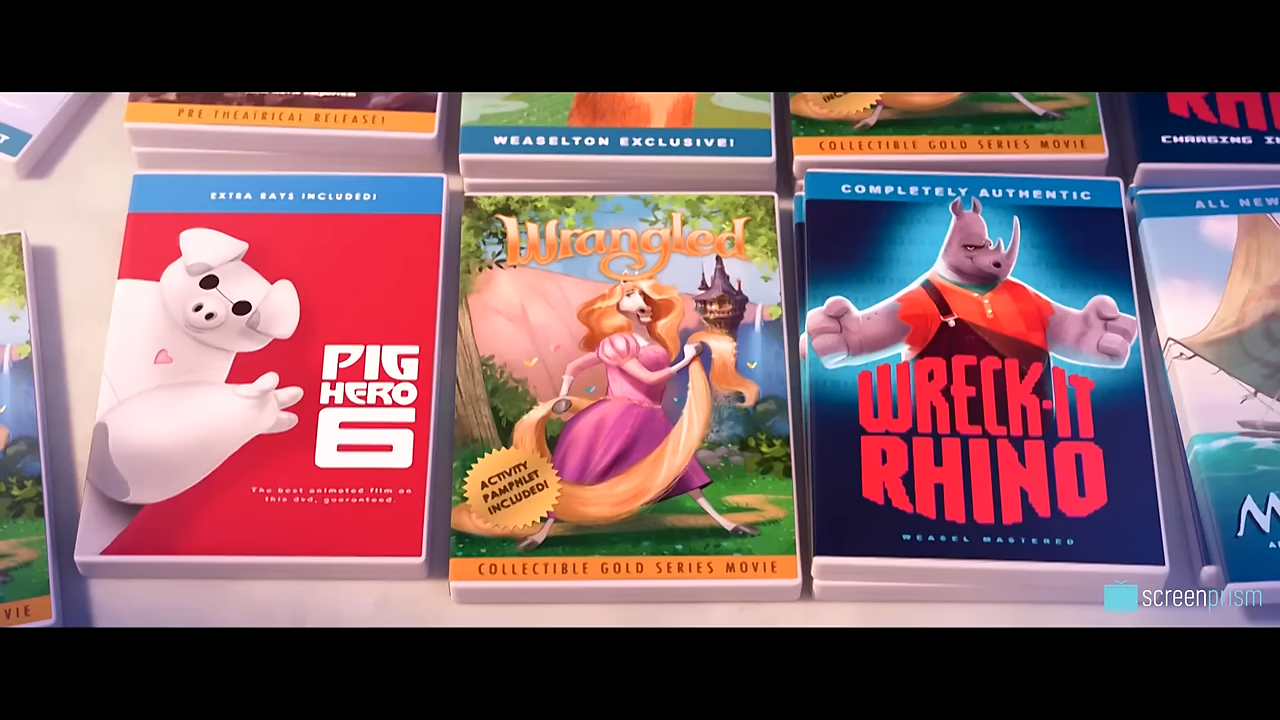 PRE-THEATRICAL RELEASE!
WEASELTON EXCLUSIVE!
COLLECTIBLE GOLD SERIES MOVIE
RHI
CHARGING I
EXTRA RAYS INCLUDED!
PIG
HERO
6
The best animated film on
this dvd, guaranteed.
Wrangled
ACTIVITY
PAMPHLET
INCLUDED!
COLLECTIBLE GOLD SERIES MOVIE
COMPLETELY AUTHENTIC
WRECK-IT
RHINO
WEASEL MASTERED
ALL NEW
M
VIE
screenprism